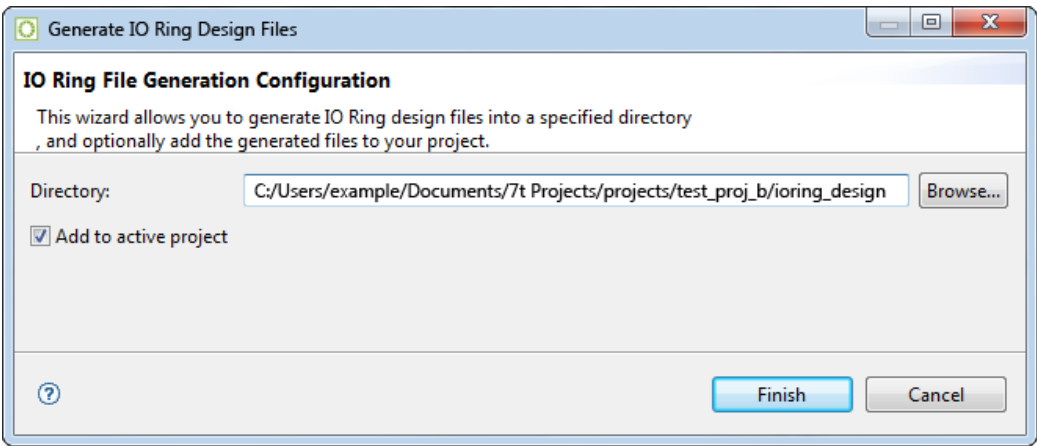 Generate IO Ring Design Files
IO Ring File Generation Configuration
This wizard allows you to generate IO Ring design files into a specified directory
, and optionally add the generated files to your project.
Directory: C:/Users/example/Documents/7t Projects/projects/test_proj_b/ioring_design Browse...
Add to active project
? Finish Cancel